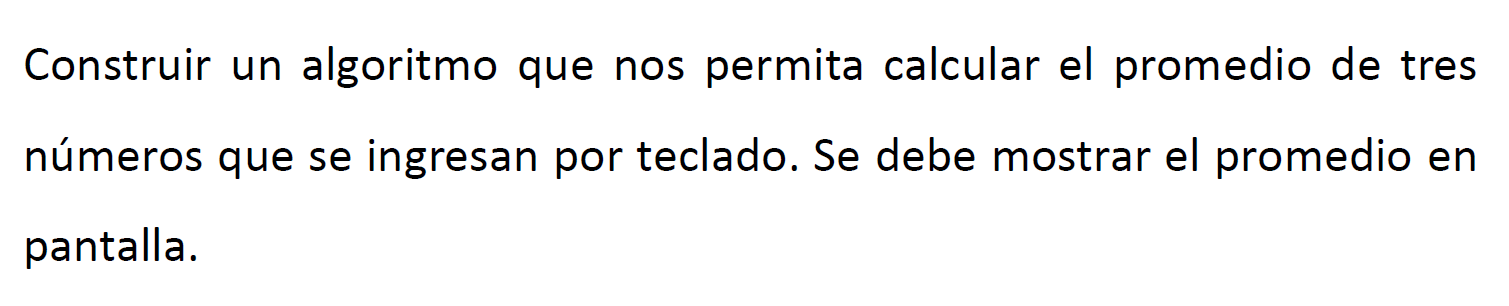 Construir un algoritmo que nos permita calcular el promedio de tres
números que se ingresan por teclado. Se debe mostrar el promedio en
pantalla.